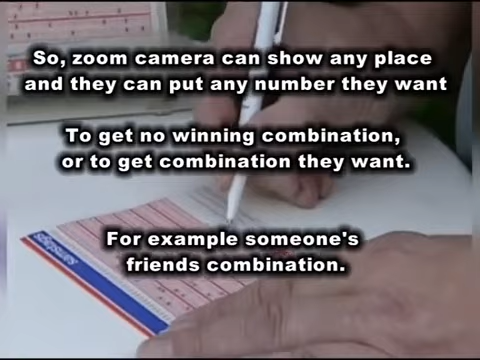 So, zoom camera can show any place
and they can put any number they want
To get no winning combination,
or to get combination they want.
For example someone's
friends combination.